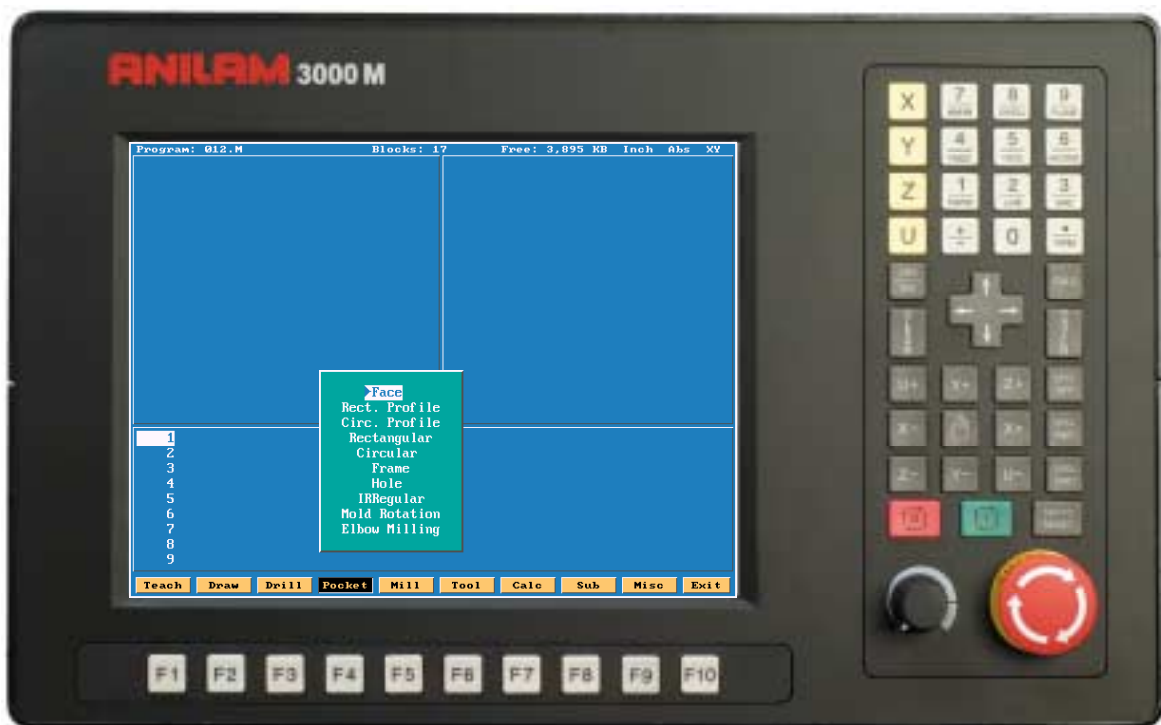 ANILAM 3000 M
Program: 012.M Blocks: 17 Free: 3,895 KB Inch Abs XY
Face
Rect. Profile
Circ. Profile
Rectangular
Circular
Frame
Hole
IRRegular
Mold Rotation
Elbow Milling
1
2
3
4
5
6
7
8
9
Teach Draw Drill Pocket Mill Tool Calc Sub Misc Exit
F1 F2 F3 F4 F5 F6 F7 F8 F9 F10
X 7 8 9
Y 4 5 6
Z 1 2 3
U +/- 0 •
U+ Y+ Z+
X- X+
Z- Y- U-